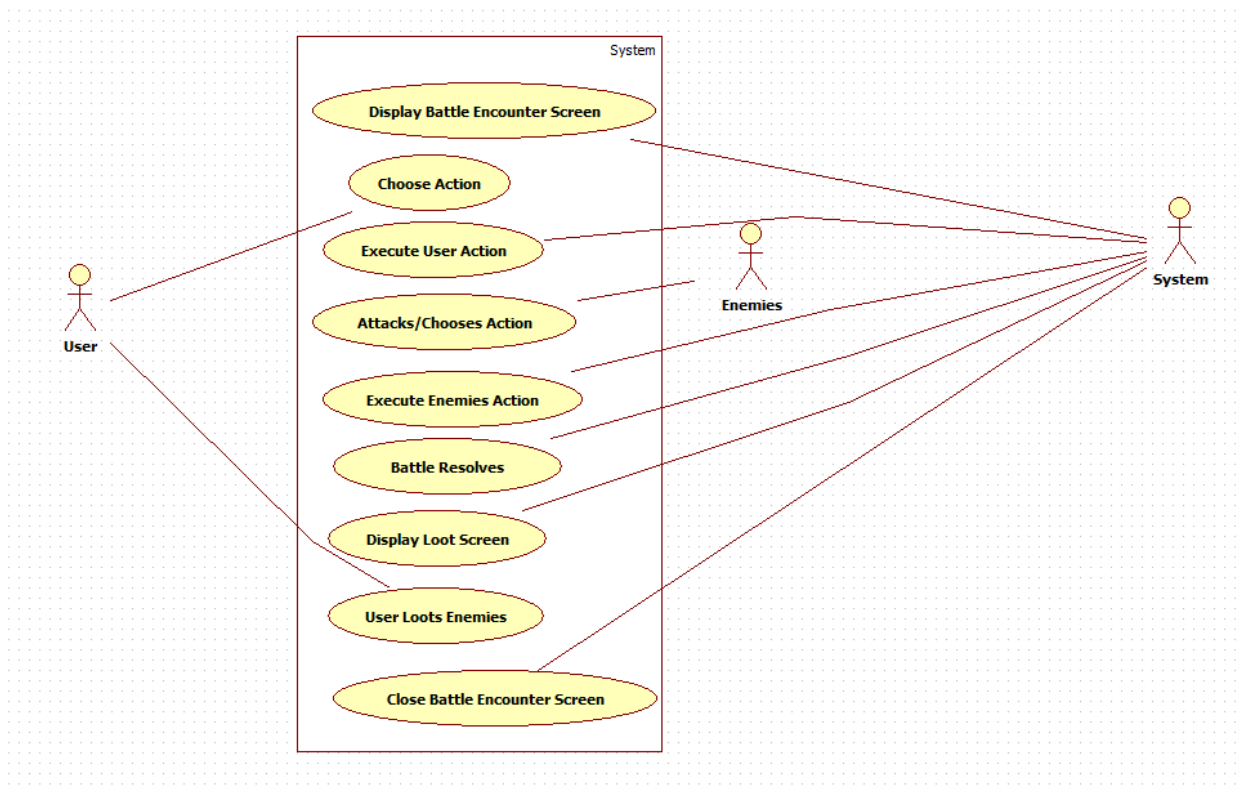 System
Display Battle Encounter Screen
Choose Action
Execute User Action
Attacks/Chooses Action
Execute Enemies Action
Battle Resolves
Display Loot Screen
User Loots Enemies
Close Battle Encounter Screen
User
Enemies
System